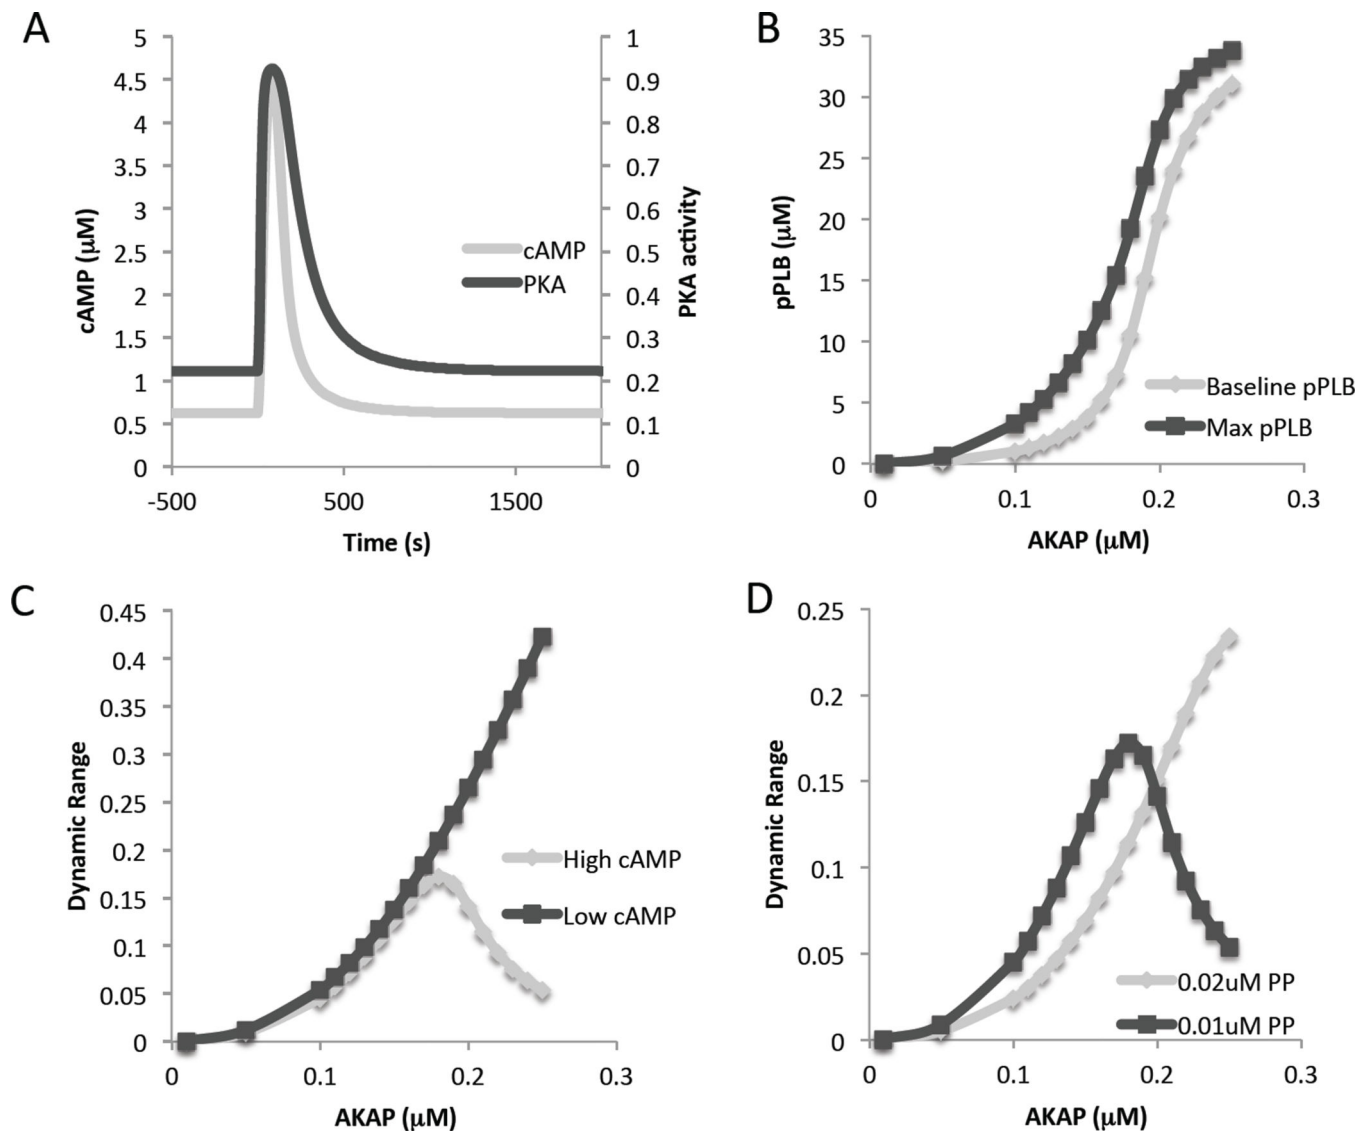 A
5
4.5
4
3.5
3
2.5
2
1.5
1
0.5
0
1
0.9
0.8
0.7
0.6
0.5
0.4
0.3
0.2
0.1
0
-500
500
1500
cAMP (μM)
PKA activity
cAMP
PKA
Time (s)
B
35
30
25
20
15
10
5
0
0
0.1
0.2
0.3
pPLB (μM)
Baseline pPLB
Max pPLB
AKAP (μM)
C
0.45
0.4
0.35
0.3
0.25
0.2
0.15
0.1
0.05
0
0
0.1
0.2
0.3
Dynamic Range
High cAMP
Low cAMP
AKAP (μM)
D
0.25
0.2
0.15
0.1
0.05
0
0
0.1
0.2
0.3
Dynamic Range
0.02uM PP
0.01uM PP
AKAP (μM)